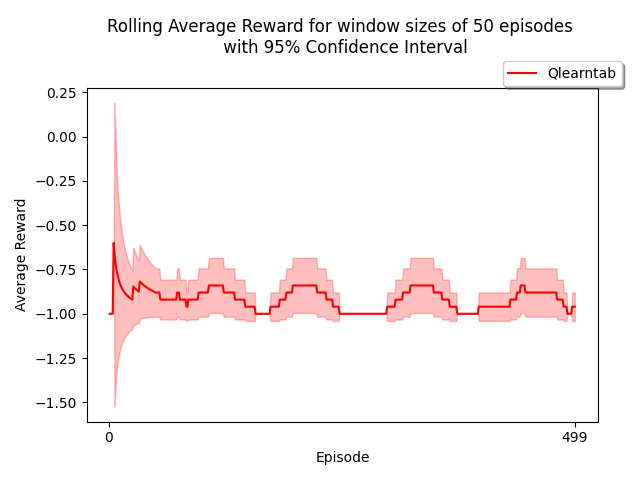 Rolling Average Reward for window sizes of 50 episodes
with 95% Confidence Interval
Qlearntab
0.25
0.00
−0.25
−0.50
−0.75
−1.00
−1.25
−1.50
Average Reward
0
499
Episode